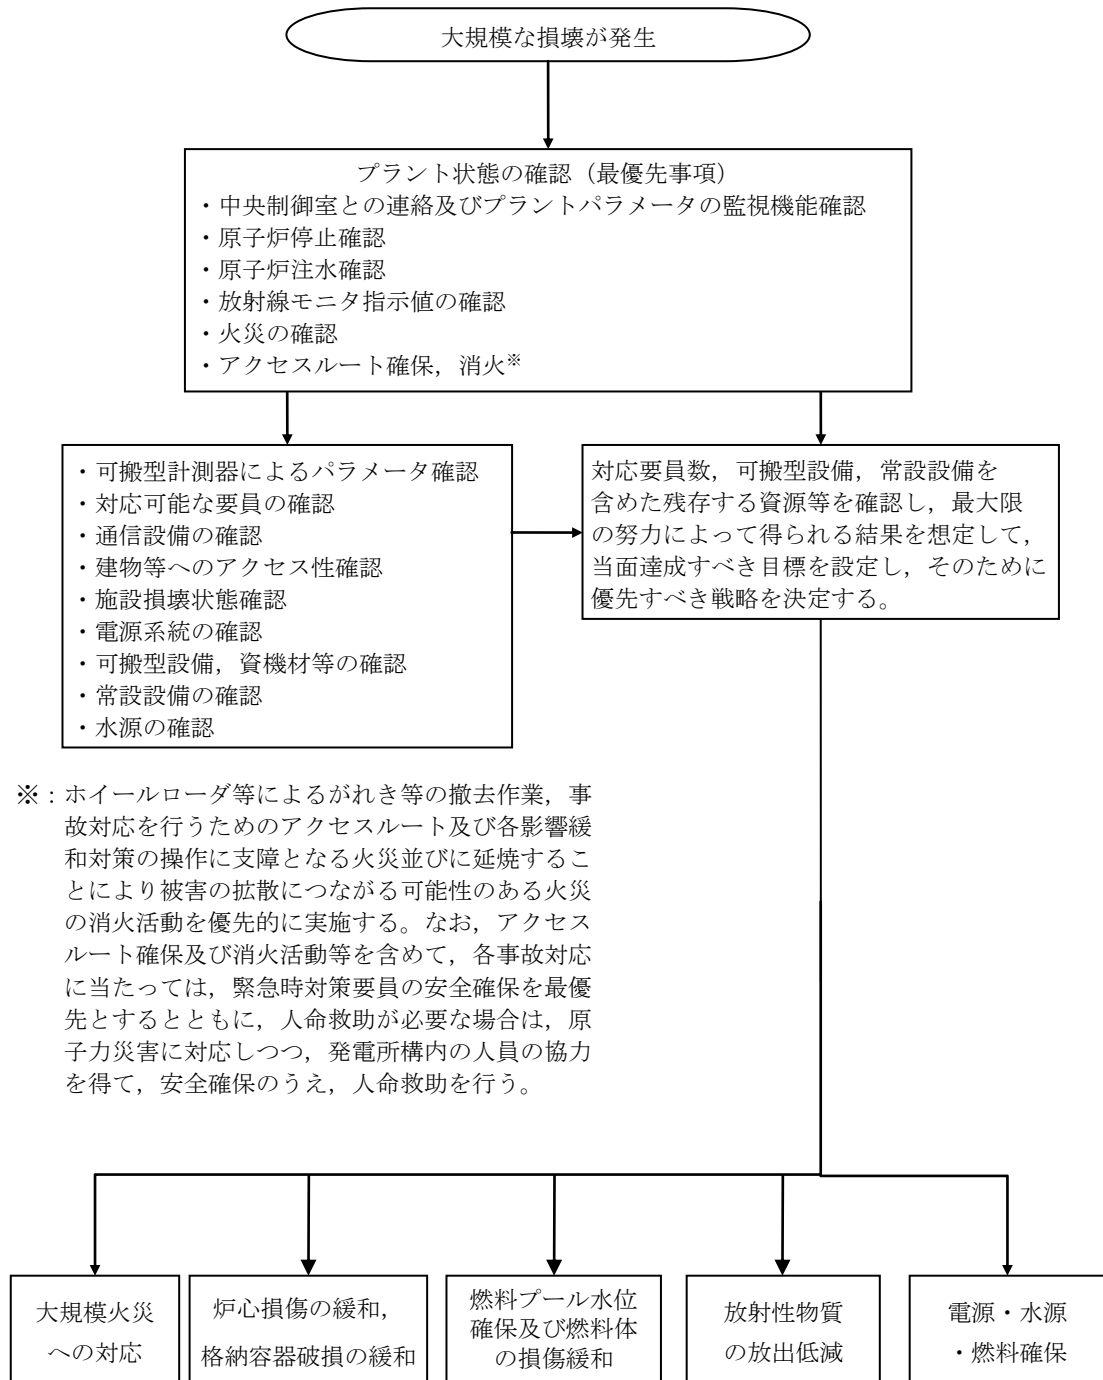 大規模な損壊が発生
プラント状態の確認（最優先事項）
・中央制御室との連絡及びプラントパラメータの監視機能確認
・原子炉停止確認
・原子炉注水確認
・放射線モニタ指示値の確認
・火災の確認
・アクセスルート確保，消火※
・可搬型計測器によるパラメータ確認
・対応可能な要員の確認
・通信設備の確認
・建物等へのアクセス性確認
・施設損壊状態確認
・電源系統の確認
・可搬型設備，資機材等の確認
・常設設備の確認
・水源の確認
対応要員数，可搬型設備，常設設備を
含めた残存する資源等を確認し，最大限
の努力によって得られる結果を想定して，
当面達成すべき目標を設定し，そのために
優先すべき戦略を決定する。
※：ホイールローダ等によるがれき等の撤去作業，事
故対応を行うためのアクセスルート及び各影響緩
和対策の操作に支障となる火災並びに延焼するこ
とにより被害の拡散につながる可能性のある火災
の消火活動を優先的に実施する。なお，アクセス
ルート確保及び消火活動等を含めて，各事故対応
に当たっては，緊急時対策要員の安全確保を最優
先とするとともに，人命救助が必要な場合は，原
子力災害に対応しつつ，発電所構内の人員の協力
を得て，安全確保のうえ，人命救助を行う。
大規模火災
への対応
炉心損傷の緩和，
格納容器破損の緩和
燃料プール水位
確保及び燃料体
の損傷緩和
放射性物質
の放出低減
電源・水源
・燃料確保